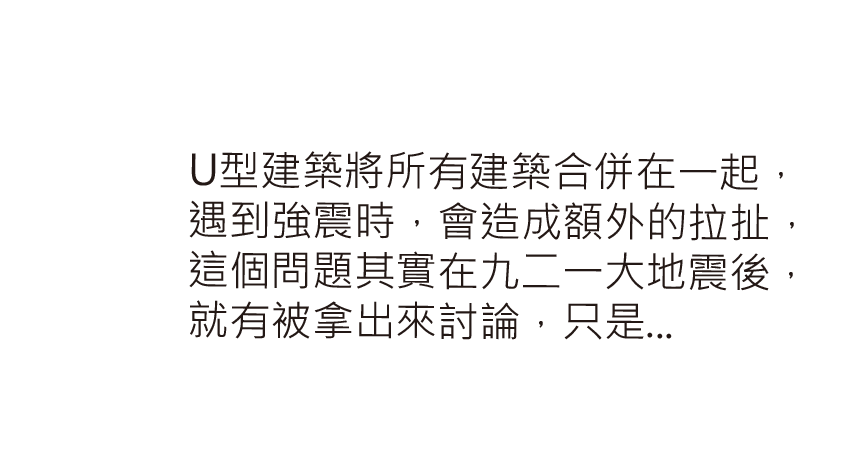 U型建築將所有建築合併在一起，
遇到強震時，會造成額外的拉扯，
這個問題其實在九二一大地震後，
就有被拿出來討論，只是...